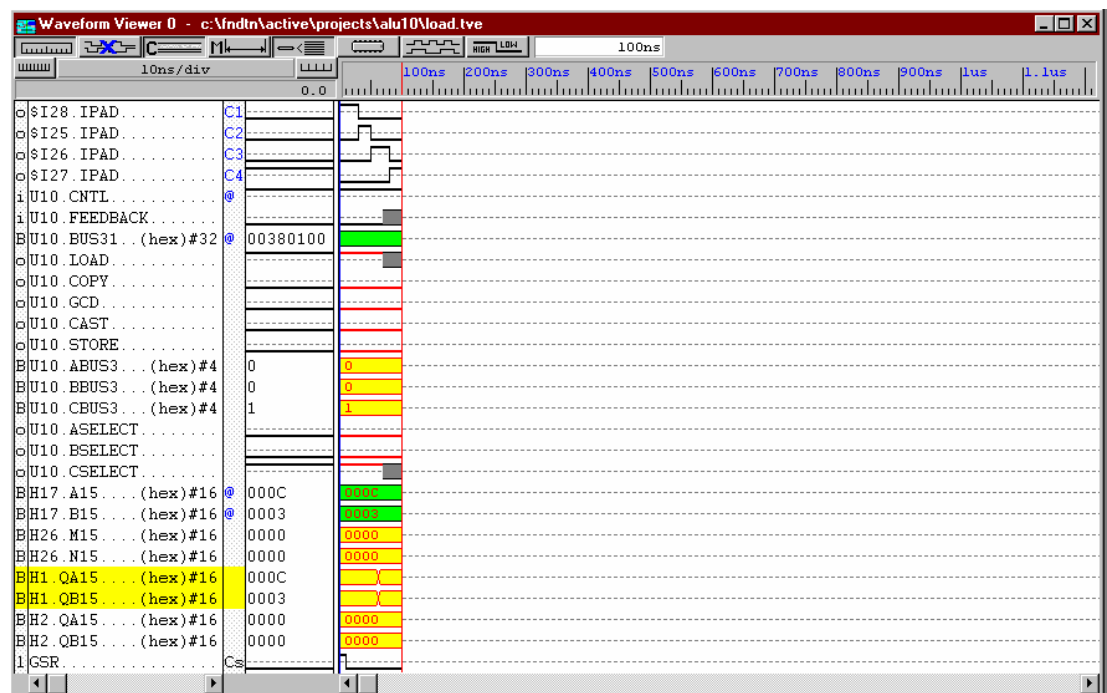 Waveform Viewer 0 - c:\fndtn\active\projects\alu10\load.tve
C M HIGH LOW 100ns
10ns/div
0.0 100ns 200ns 300ns 400ns 500ns 600ns 700ns 800ns 900ns 1us 1.1us
o $I28.IPAD.......... C1
o $I25.IPAD.......... C2
o $I26.IPAD.......... C3
o $I27.IPAD.......... C4
i U10.CNTL........... @
i U10.FEEDBACK.......
B U10.BUS31..(hex)#32 @ 00380100
o U10.LOAD...........
o U10.COPY...........
o U10.GCD............
o U10.CAST...........
o U10.STORE..........
B U10.ABUS3...(hex)#4 0 0
B U10.BBUS3...(hex)#4 0 0
B U10.CBUS3...(hex)#4 1 1
o U10.ASELECT........
o U10.BSELECT........
o U10.CSELECT........
B H17.A15....(hex)#16 @ 000C 000C
B H17.B15....(hex)#16 @ 0003 0003
B H26.M15....(hex)#16 0000 0000
B H26.N15....(hex)#16 0000 0000
B H1.QA15....(hex)#16 000C
B H1.QB15....(hex)#16 0003
B H2.QA15....(hex)#16 0000 0000
B H2.QB15....(hex)#16 0000 0000
l GSR................ Cs